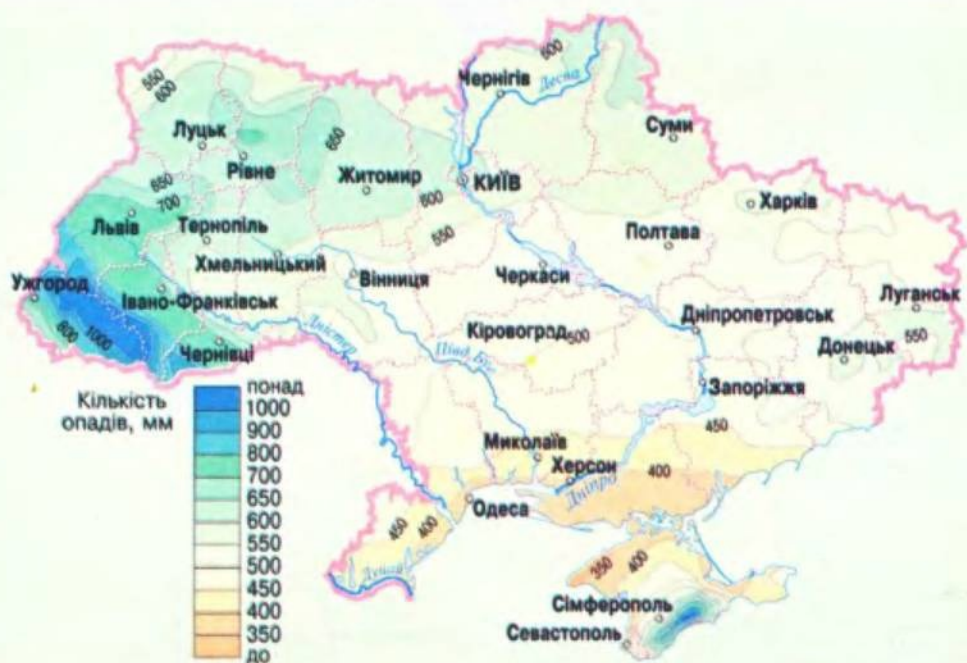 600
Чернігів
Десна
550
600
Суми
Луцьк
650
Рівне
Житомир
КИЇВ
600
Харків
650
700
Львів
Тернопіль
550
Полтава
Хмельницький
Вінниця
Черкаси
Ужгород
Івано-Франківськ
Луганськ
Дніпропетровськ
Кіровоград
500
550
Дністер
Півд. Буг
800
1000
Чернівці
Донецьк
Запоріжжя
450
Миколаїв
Херсон
400
Дніпро
Одеса
450
400
Дунай
350
400
Сімферополь
Севастополь
Кількість
опадів, мм
понад
1000
900
800
700
650
600
550
500
450
400
350
до